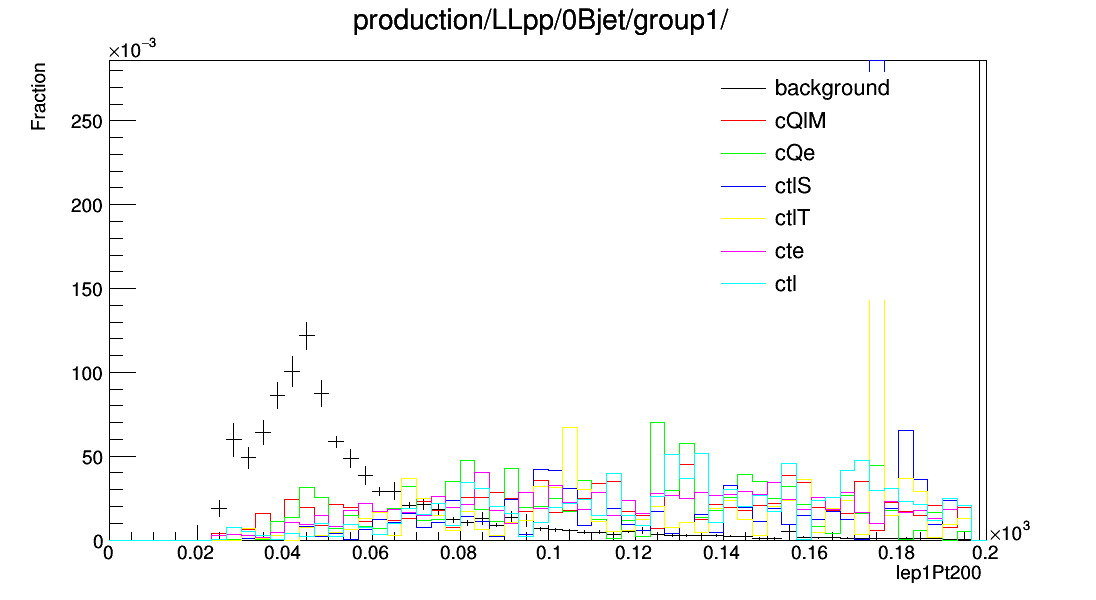 production/LLpp/0Bjet/group1/
×10⁻³
Fraction
250
200
150
100
50
0
background
cQlM
cQe
ctlS
ctlT
cte
ctl
0 0.02 0.04 0.06 0.08 0.1 0.12 0.14 0.16 0.18 0.2
×10³
lep1Pt200